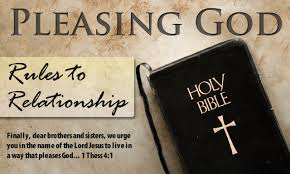 PLEASING GOD
Rules to
Relationship
HOLY
BIBLE
Finally, dear brothers and sisters, we urge
you in the name of the Lord Jesus to live in
a way that pleases God... 1 Thess 4:1